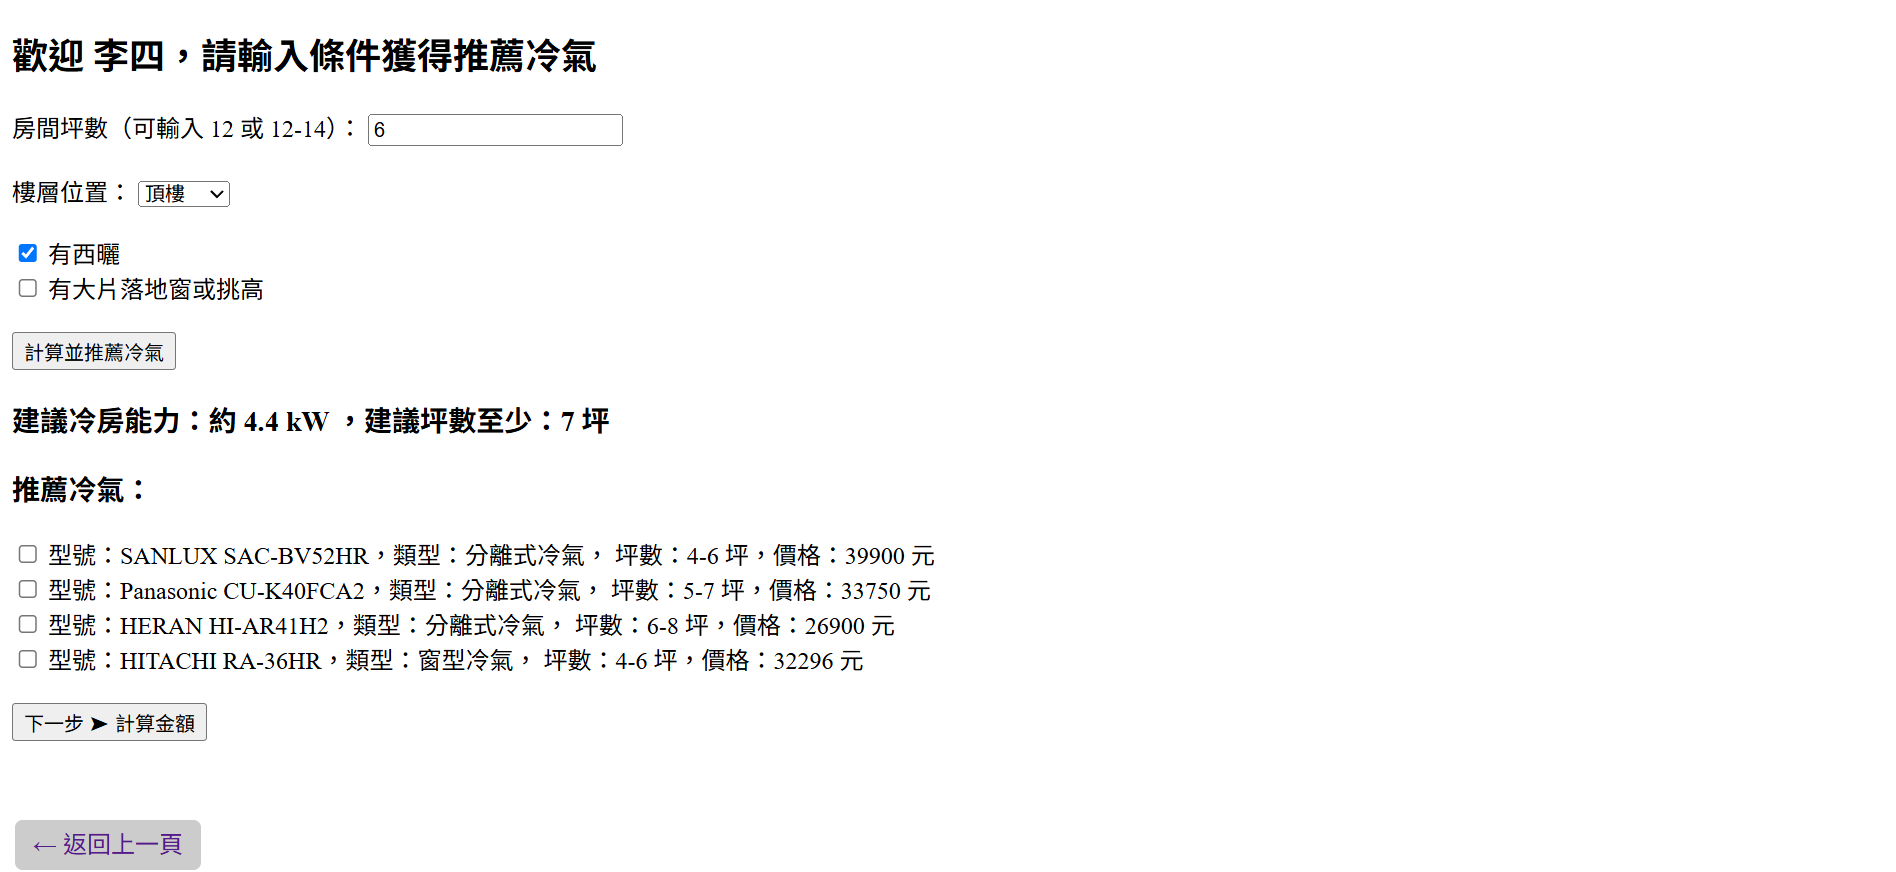 歡迎 李四，請輸入條件獲得推薦冷氣
房間坪數（可輸入 12 或 12-14）： 6
樓層位置： 頂樓
有西曬
有大片落地窗或挑高
計算並推薦冷氣
建議冷房能力：約 4.4 kW ，建議坪數至少：7 坪
推薦冷氣：
型號：SANLUX SAC-BV52HR，類型：分離式冷氣， 坪數：4-6 坪，價格：39900 元
型號：Panasonic CU-K40FCA2，類型：分離式冷氣， 坪數：5-7 坪，價格：33750 元
型號：HERAN HI-AR41H2，類型：分離式冷氣， 坪數：6-8 坪，價格：26900 元
型號：HITACHI RA-36HR，類型：窗型冷氣， 坪數：4-6 坪，價格：32296 元
下一步 ➤ 計算金額
← 返回上一頁